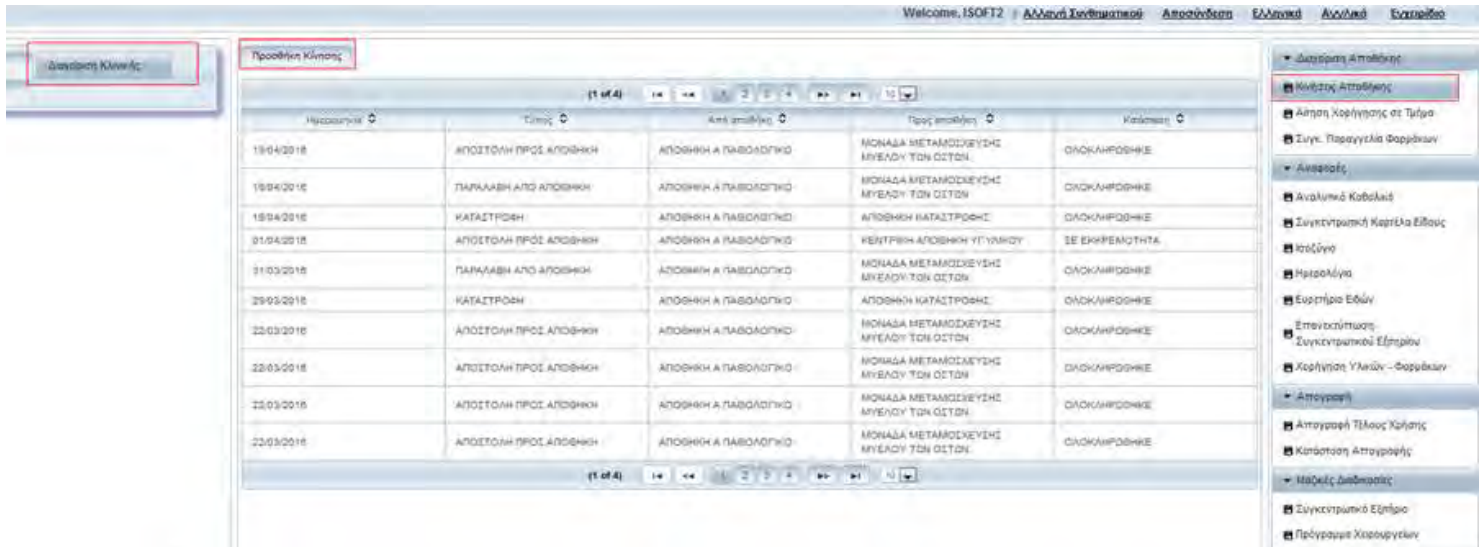 Welcome, ISOFT2 | Αλλαγή Συνθηματικού Αποσύνδεση Ελληνικά Αγγλικά Εγχειρίδιο
Διαχείριση Κλινικής
Προσθήκη Κίνησης
(1 of 4) 1 2 3 4 10
Ημερομηνία Τύπος Από αποθήκη Προς αποθήκη Κατάσταση
19/04/2016 ΑΠΟΣΤΟΛΗ ΠΡΟΣ ΑΠΟΘΗΚΗ ΑΠΟΘΗΚΗ Α ΠΑΘΟΛΟΓΙΚΟ ΜΟΝΑΔΑ ΜΕΤΑΜΟΣΧΕΥΣΗΣ ΜΥΕΛΟΥ ΤΩΝ ΟΣΤΩΝ ΟΛΟΚΛΗΡΩΘΗΚΕ
18/04/2016 ΠΑΡΑΛΑΒΗ ΑΠΟ ΑΠΟΘΗΚΗ ΑΠΟΘΗΚΗ Α ΠΑΘΟΛΟΓΙΚΟ ΜΟΝΑΔΑ ΜΕΤΑΜΟΣΧΕΥΣΗΣ ΜΥΕΛΟΥ ΤΩΝ ΟΣΤΩΝ ΟΛΟΚΛΗΡΩΘΗΚΕ
18/04/2016 ΚΑΤΑΣΤΡΟΦΗ ΑΠΟΘΗΚΗ Α ΠΑΘΟΛΟΓΙΚΟ ΑΠΟΘΗΚΗ ΚΑΤΑΣΤΡΟΦΗΣ ΟΛΟΚΛΗΡΩΘΗΚΕ
01/04/2016 ΑΠΟΣΤΟΛΗ ΠΡΟΣ ΑΠΟΘΗΚΗ ΑΠΟΘΗΚΗ Α ΠΑΘΟΛΟΓΙΚΟ ΚΕΝΤΡΙΚΗ ΑΠΟΘΗΚΗ ΥΓ.ΥΛΙΚΟΥ ΣΕ ΕΚΚΡΕΜΟΤΗΤΑ
31/03/2016 ΠΑΡΑΛΑΒΗ ΑΠΟ ΑΠΟΘΗΚΗ ΑΠΟΘΗΚΗ Α ΠΑΘΟΛΟΓΙΚΟ ΜΟΝΑΔΑ ΜΕΤΑΜΟΣΧΕΥΣΗΣ ΜΥΕΛΟΥ ΤΩΝ ΟΣΤΩΝ ΟΛΟΚΛΗΡΩΘΗΚΕ
29/03/2016 ΚΑΤΑΣΤΡΟΦΗ ΑΠΟΘΗΚΗ Α ΠΑΘΟΛΟΓΙΚΟ ΑΠΟΘΗΚΗ ΚΑΤΑΣΤΡΟΦΗΣ ΟΛΟΚΛΗΡΩΘΗΚΕ
22/03/2016 ΑΠΟΣΤΟΛΗ ΠΡΟΣ ΑΠΟΘΗΚΗ ΑΠΟΘΗΚΗ Α ΠΑΘΟΛΟΓΙΚΟ ΜΟΝΑΔΑ ΜΕΤΑΜΟΣΧΕΥΣΗΣ ΜΥΕΛΟΥ ΤΩΝ ΟΣΤΩΝ ΟΛΟΚΛΗΡΩΘΗΚΕ
22/03/2016 ΑΠΟΣΤΟΛΗ ΠΡΟΣ ΑΠΟΘΗΚΗ ΑΠΟΘΗΚΗ Α ΠΑΘΟΛΟΓΙΚΟ ΜΟΝΑΔΑ ΜΕΤΑΜΟΣΧΕΥΣΗΣ ΜΥΕΛΟΥ ΤΩΝ ΟΣΤΩΝ ΟΛΟΚΛΗΡΩΘΗΚΕ
22/03/2016 ΑΠΟΣΤΟΛΗ ΠΡΟΣ ΑΠΟΘΗΚΗ ΑΠΟΘΗΚΗ Α ΠΑΘΟΛΟΓΙΚΟ ΜΟΝΑΔΑ ΜΕΤΑΜΟΣΧΕΥΣΗΣ ΜΥΕΛΟΥ ΤΩΝ ΟΣΤΩΝ ΟΛΟΚΛΗΡΩΘΗΚΕ
22/03/2016 ΑΠΟΣΤΟΛΗ ΠΡΟΣ ΑΠΟΘΗΚΗ ΑΠΟΘΗΚΗ Α ΠΑΘΟΛΟΓΙΚΟ ΜΟΝΑΔΑ ΜΕΤΑΜΟΣΧΕΥΣΗΣ ΜΥΕΛΟΥ ΤΩΝ ΟΣΤΩΝ ΟΛΟΚΛΗΡΩΘΗΚΕ
(1 of 4) 1 2 3 4 10
Διαχείριση Αποθήκης
Κινήσεις Αποθήκης
Αίτηση Χορήγησης σε Τμήμα
Συγκ. Παραγγελία Φαρμάκων
Αναφορές
Αναλυτικό Καθολικό
Συγκεντρωτική Καρτέλα Είδους
Ισοζύγιο
Ημερολόγιο
Ευρετήριο Ειδών
Επανεκτύπωση
Συγκεντρωτικού Εξιτηρίου
Χορήγηση Υλικών - Φαρμάκων
Απογραφή
Απογραφή Τέλους Χρήσης
Κατάσταση Απογραφής
Μαζικές Διαδικασίες
Συγκεντρωτικό Εξιτήριο
Πρόγραμμα Χειρουργείων